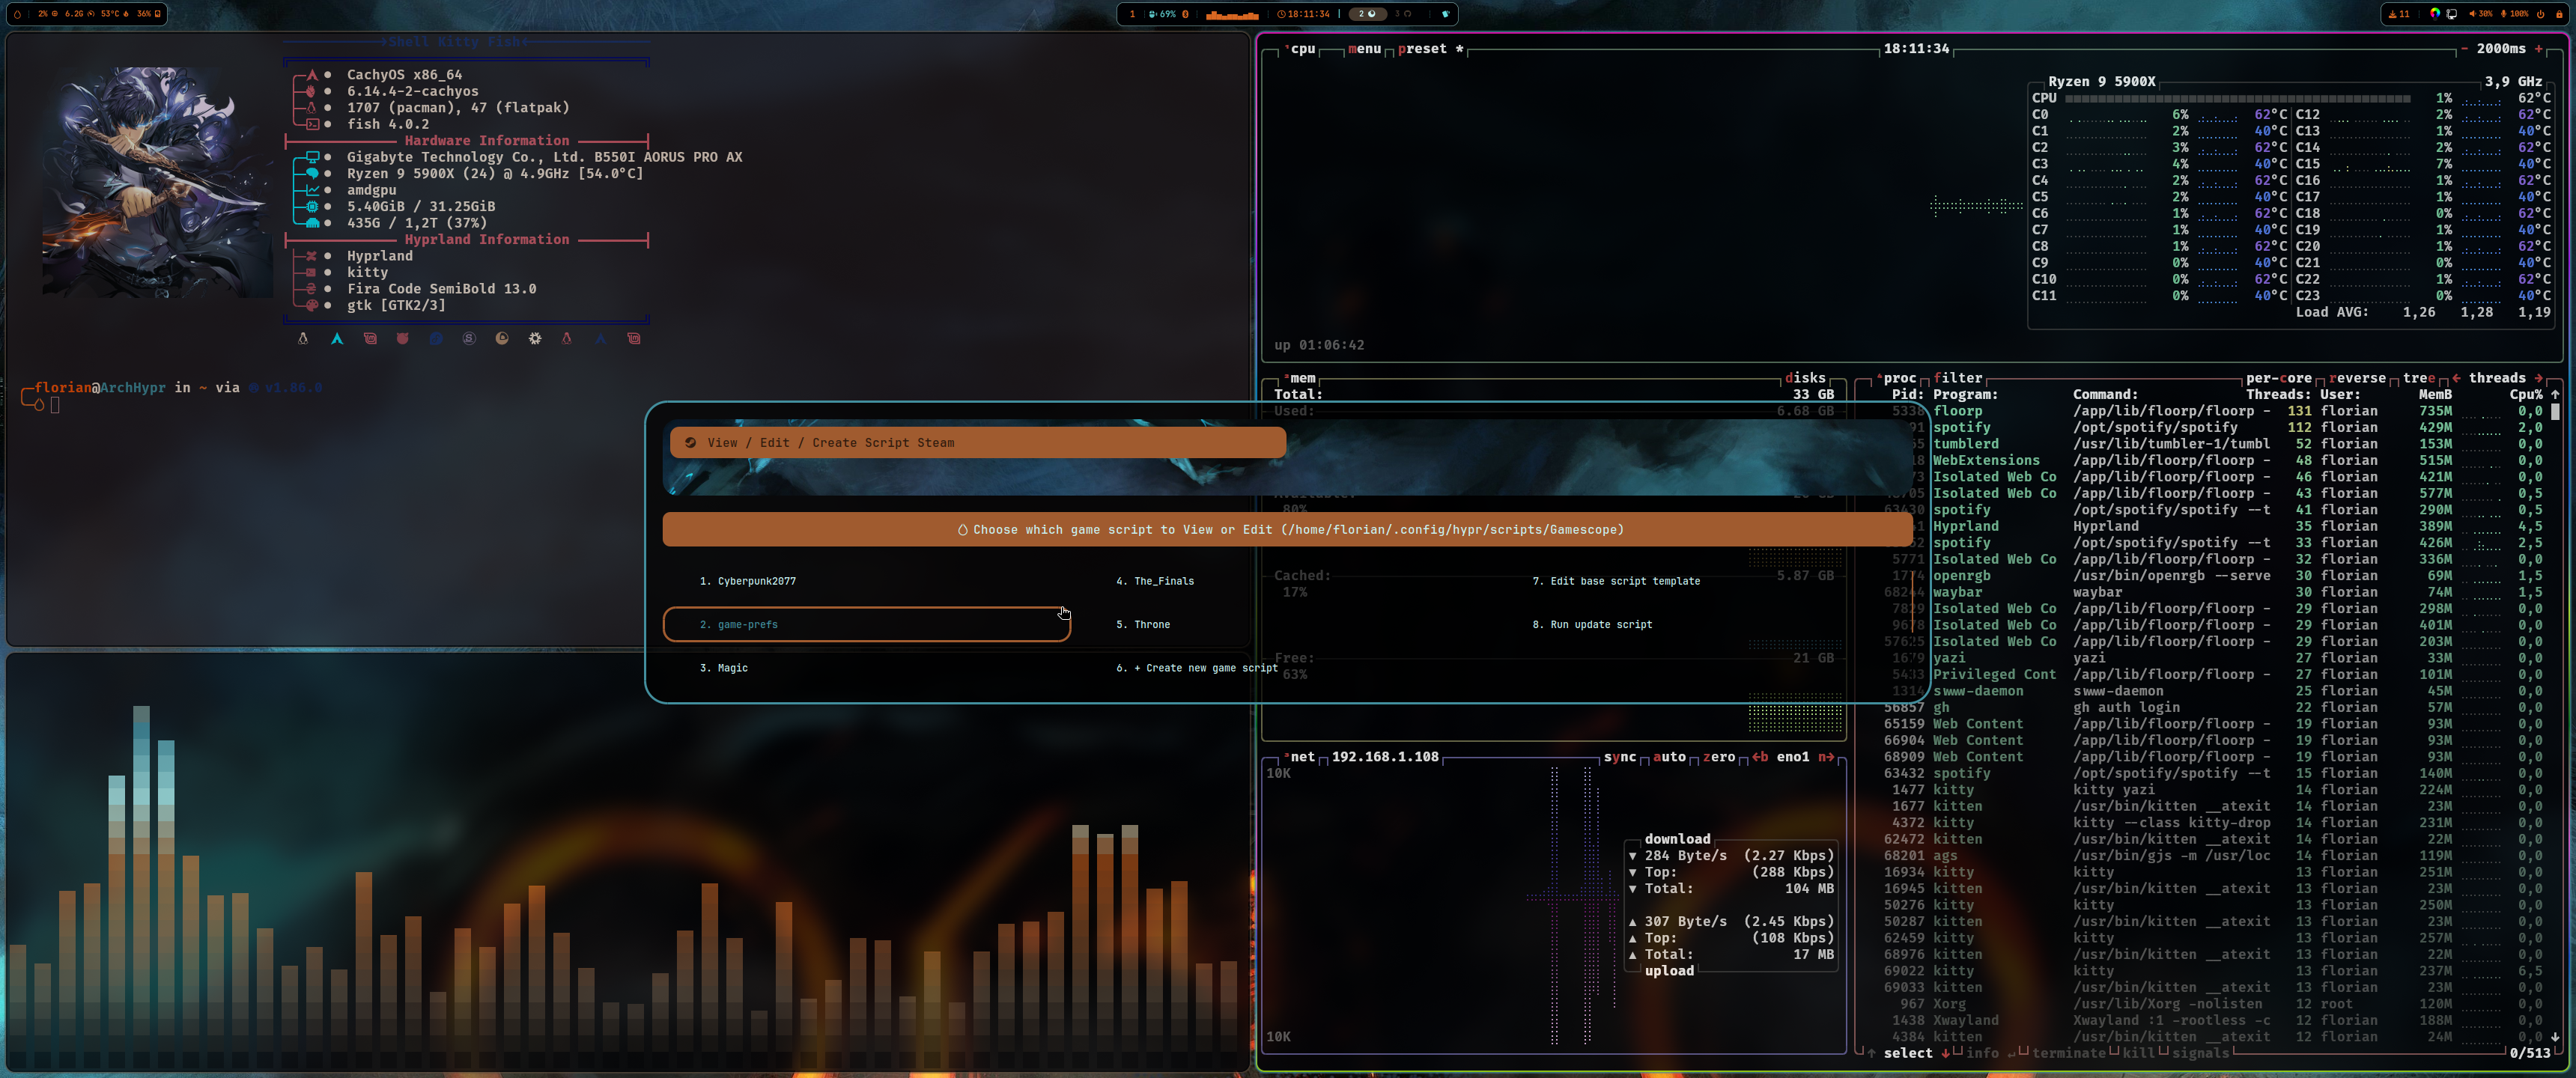 2% 6.2G 53°C 36%
1 69% 18:11:34 2 3
11 30% 100%
Shell Kitty Fish
CachyOS x86_64
6.14.4-2-cachyos
1707 (pacman), 47 (flatpak)
fish 4.0.2
Hardware Information
Gigabyte Technology Co., Ltd. B550I AORUS PRO AX
Ryzen 9 5900X (24) @ 4.9GHz [54.0°C]
amdgpu
5.40GiB / 31.25GiB
435G / 1,2T (37%)
Hyprland Information
Hyprland
kitty
Fira Code SemiBold 13.0
gtk [GTK2/3]
florian@ArchHypr in ~ via v1.86.0
View / Edit / Create Script Steam
Choose which game script to View or Edit (/home/florian/.config/hypr/scripts/Gamescope)
1. Cyberpunk2077
2. game-prefs
3. Magic
4. The_Finals
5. Throne
6. + Create new game script
7. Edit base script template
8. Run update script
¹cpu menu preset * 18:11:34 - 2000ms +
Ryzen 9 5900X 3,9 GHz
CPU 1% 62°C
C0 6% 62°C C12 2% 62°C
C1 2% 40°C C13 1% 40°C
C2 3% 62°C C14 2% 62°C
C3 4% 40°C C15 7% 40°C
C4 2% 62°C C16 1% 62°C
C5 2% 40°C C17 1% 40°C
C6 1% 62°C C18 0% 62°C
C7 1% 40°C C19 1% 40°C
C8 1% 62°C C20 1% 62°C
C9 0% 40°C C21 0% 40°C
C10 0% 62°C C22 1% 62°C
C11 0% 40°C C23 0% 40°C
Load AVG: 1,26 1,28 1,19
up 01:06:42
²mem disks
Total: 33 GB
Used: 6.68 GB
80%
Cached: 5.87 GB
17%
Free: 21 GB
63%
³net 192.168.1.108 sync auto zero ←b eno1 n→
10K
download
▼ 284 Byte/s (2.27 Kbps)
▼ Top: (288 Kbps)
▼ Total: 104 MB
▲ 307 Byte/s (2.45 Kbps)
▲ Top: (108 Kbps)
▲ Total: 17 MB
upload
10K
⁴proc filter per-core reverse tree ← threads →
Pid: Program: Command: Threads: User: MemB Cpu% ↑
5338 floorp /app/lib/floorp/floorp - 131 florian 735M 0,0
spotify /opt/spotify/spotify 112 florian 429M 2,0
tumblerd /usr/lib/tumbler-1/tumbl 52 florian 153M 0,0
WebExtensions /app/lib/floorp/floorp - 48 florian 515M 0,0
Isolated Web Co /app/lib/floorp/floorp - 46 florian 421M 0,0
Isolated Web Co /app/lib/floorp/floorp - 43 florian 577M 0,5
63430 spotify /opt/spotify/spotify --t 41 florian 290M 0,5
Hyprland Hyprland 35 florian 389M 4,5
spotify /opt/spotify/spotify --t 33 florian 426M 2,5
5771 Isolated Web Co /app/lib/floorp/floorp - 32 florian 336M 0,0
openrgb /usr/bin/openrgb --serve 30 florian 69M 1,5
waybar waybar 30 florian 74M 1,5
7829 Isolated Web Co /app/lib/floorp/floorp - 29 florian 298M 0,0
Isolated Web Co /app/lib/floorp/floorp - 29 florian 401M 0,0
Isolated Web Co /app/lib/floorp/floorp - 29 florian 203M 0,0
yazi yazi 27 florian 33M 0,0
Privileged Cont /app/lib/floorp/floorp - 27 florian 101M 0,0
swww-daemon swww-daemon 25 florian 45M 0,0
56857 gh gh auth login 22 florian 57M 0,0
65159 Web Content /app/lib/floorp/floorp - 19 florian 93M 0,0
66904 Web Content /app/lib/floorp/floorp - 19 florian 93M 0,0
68909 Web Content /app/lib/floorp/floorp - 19 florian 93M 0,0
63432 spotify /opt/spotify/spotify --t 15 florian 140M 0,0
1477 kitty kitty yazi 14 florian 224M 0,0
1677 kitten /usr/bin/kitten __atexit 14 florian 23M 0,0
4372 kitty kitty --class kitty-drop 14 florian 231M 0,0
62472 kitten /usr/bin/kitten __atexit 14 florian 22M 0,0
68201 ags /usr/bin/gjs -m /usr/loc 14 florian 119M 0,0
16934 kitty kitty 13 florian 251M 0,0
16945 kitten /usr/bin/kitten __atexit 13 florian 23M 0,0
50276 kitty kitty 13 florian 250M 0,0
50287 kitten /usr/bin/kitten __atexit 13 florian 23M 0,0
62459 kitty kitty 13 florian 257M 0,0
68976 kitten /usr/bin/kitten __atexit 13 florian 22M 0,0
69022 kitty kitty 13 florian 237M 6,5
69033 kitten /usr/bin/kitten __atexit 13 florian 23M 0,0
967 Xorg /usr/lib/Xorg -nolisten 12 root 120M 0,0
1438 Xwayland Xwayland :1 -rootless -c 12 florian 188M 0,0
4384 kitten /usr/bin/kitten __atexit 12 florian 24M 0,0 ↓
↑ select ↓ info ↵ terminate kill signals 0/513